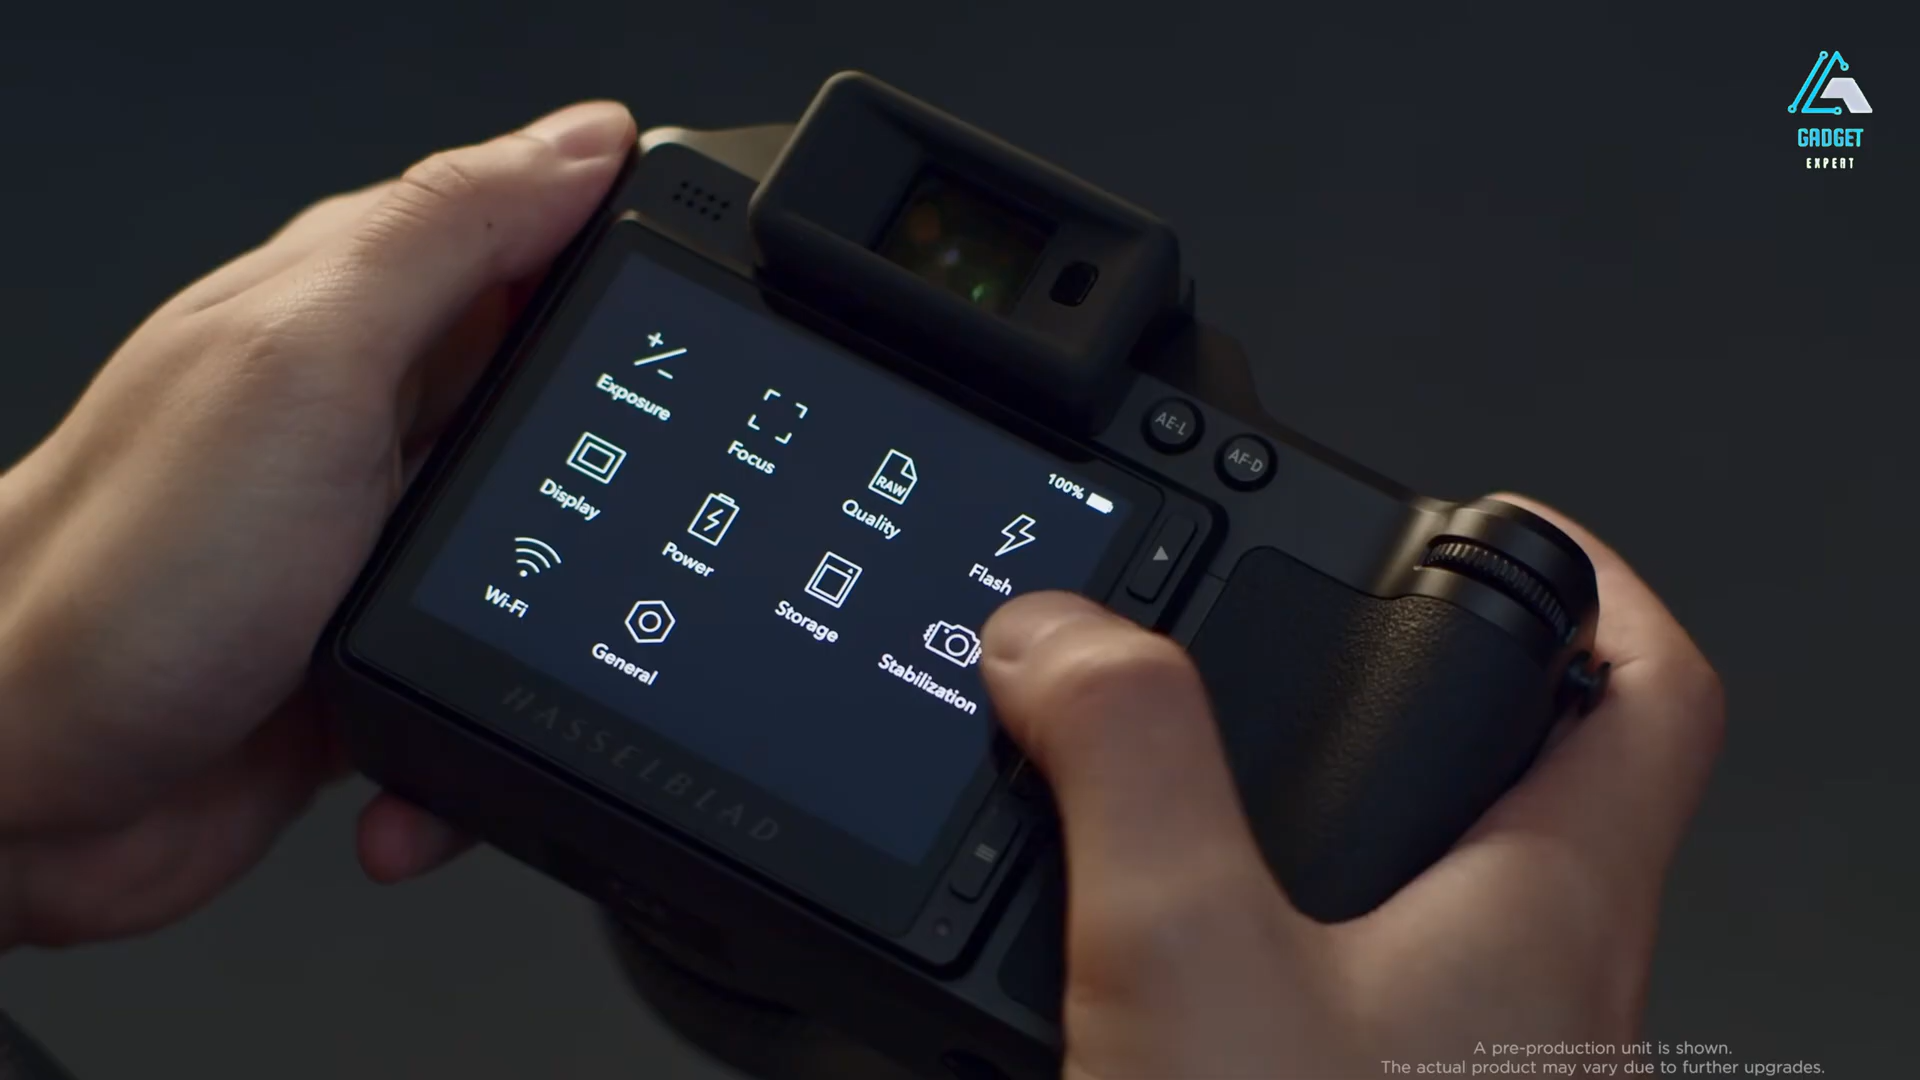 GADGET
EXPERT
Exposure
Focus
RAW
Quality
100%
Flash
Display
Power
Storage
Stabilization
Wi-Fi
General
AE-L
AF-D
HASSELBLAD
A pre-production unit is shown.
The actual product may vary due to further upgrades.